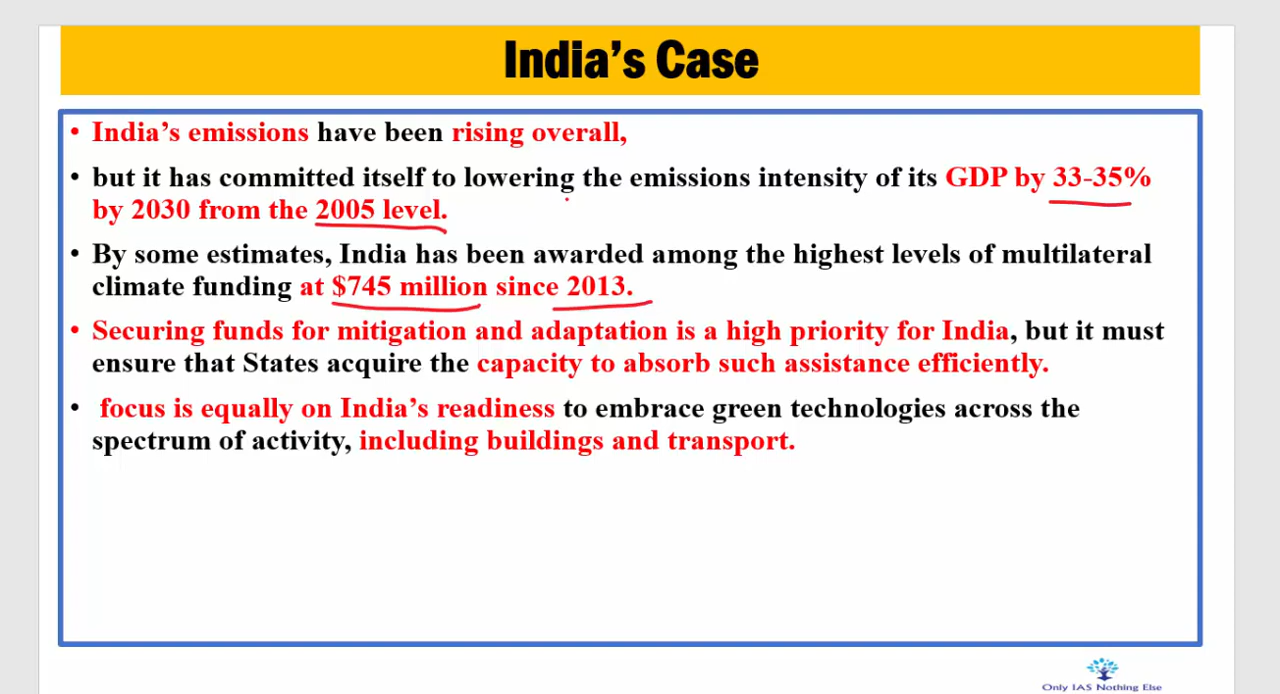 India's Case
• India's emissions have been rising overall,
• but it has committed itself to lowering the emissions intensity of its GDP by 33-35%
by 2030 from the 2005 level.
• By some estimates, India has been awarded among the highest levels of multilateral
climate funding at $745 million since 2013.
• Securing funds for mitigation and adaptation is a high priority for India, but it must
ensure that States acquire the capacity to absorb such assistance efficiently.
• focus is equally on India's readiness to embrace green technologies across the
spectrum of activity, including buildings and transport.
Only IAS Nothing Else